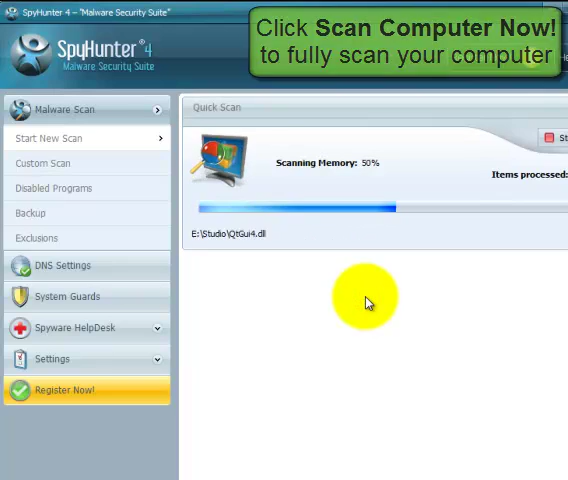 SpyHunter 4 – "Malware Security Suite"
Click Scan Computer Now!
to fully scan your computer
SpyHunter® 4
Malware Security Suite
He
Malware Scan
Start New Scan
Custom Scan
Disabled Programs
Backup
Exclusions
DNS Settings
System Guards
Spyware HelpDesk
Settings
Register Now!
Quick Scan
St
Scanning Memory: 50%
Items processed:
E:\Studio\QtGui4.dll